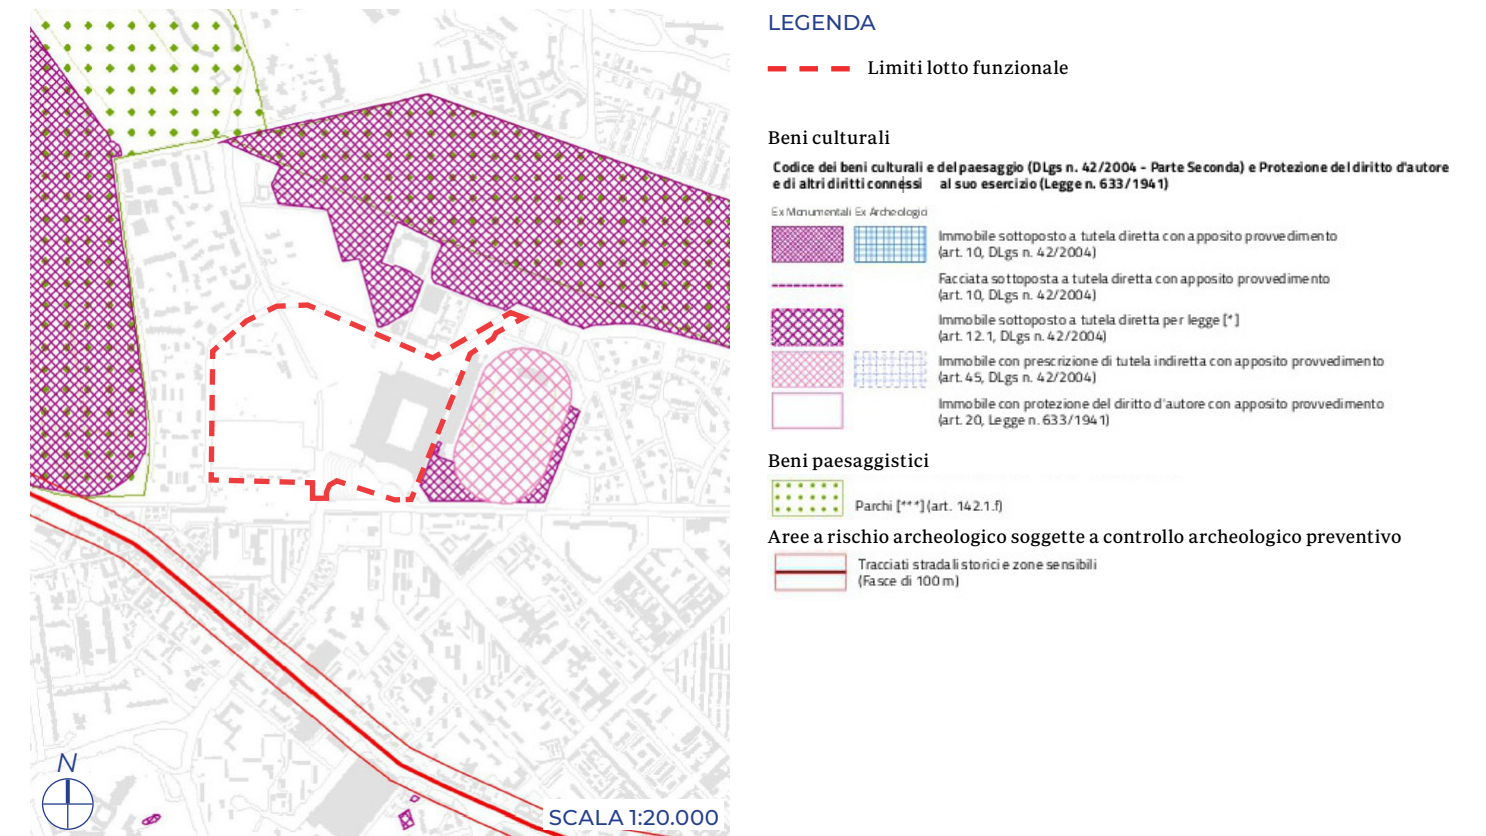 LEGENDA
Limiti lotto funzionale
Beni culturali
Codice dei beni culturali e del paesaggio (DLgs n. 42/2004 - Parte Seconda) e Protezione del diritto d'autore
e di altri diritti connessi al suo esercizio (Legge n. 633/1941)
Ex Monumentali Ex Archeologici
Immobile sottoposto a tutela diretta con apposito provvedimento
(art. 10, DLgs n. 42/2004)
Facciata sottoposta a tutela diretta con apposito provvedimento
(art. 10, DLgs n. 42/2004)
Immobile sottoposto a tutela diretta per legge [*]
(art. 12.1, DLgs n. 42/2004)
Immobile con prescrizione di tutela indiretta con apposito provvedimento
(art. 45, DLgs n. 42/2004)
Immobile con protezione del diritto d'autore con apposito provvedimento
(art. 20, Legge n. 633/1941)
Beni paesaggistici
Parchi [***] (art. 142.1.f)
Aree a rischio archeologico soggette a controllo archeologico preventivo
Tracciati stradali storici e zone sensibili
(Fasce di 100 m)
N
SCALA 1:20.000